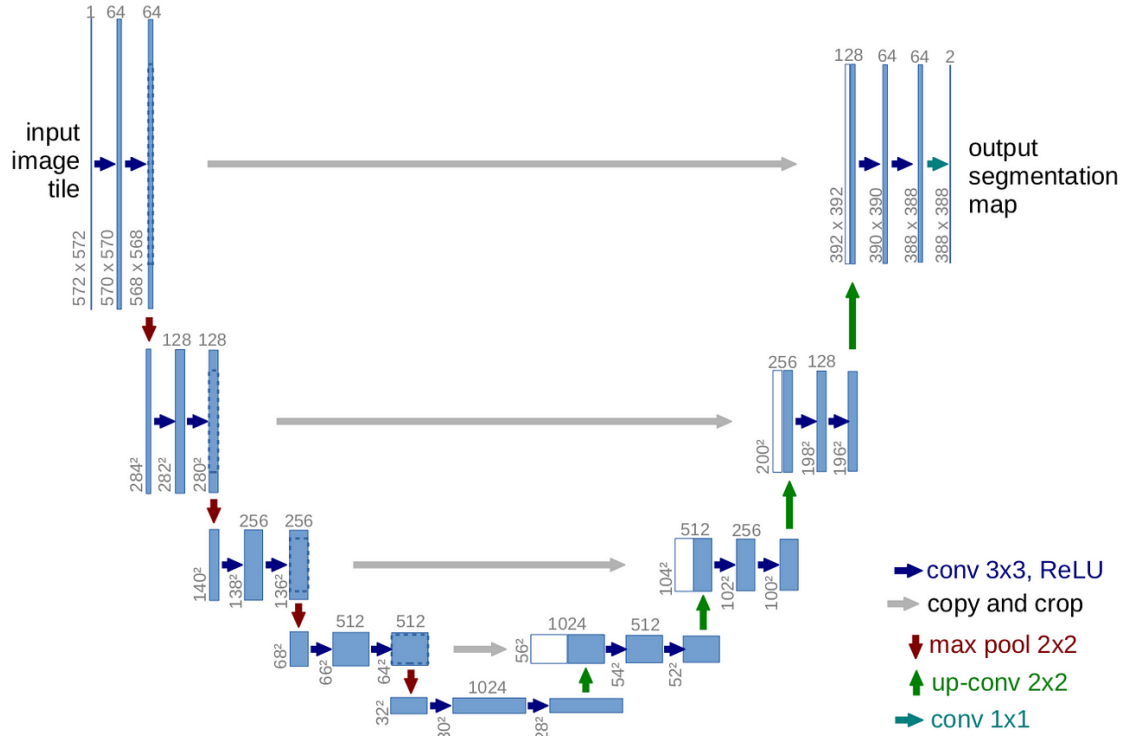 1 64 64
128 64 64 2
input
image
tile
output
segmentation
map
572 x 572
570 x 570
568 x 568
392 x 392
390 x 390
388 x 388
388 x 388
128 128
256 128
284²
282²
280²
200²
198²
196²
256 256
512 256
140²
138²
136²
104²
102²
100²
512 512
1024 512
68²
66²
64²
56²
54²
52²
1024
32²
30²
28²
conv 3x3, ReLU
copy and crop
max pool 2x2
up-conv 2x2
conv 1x1